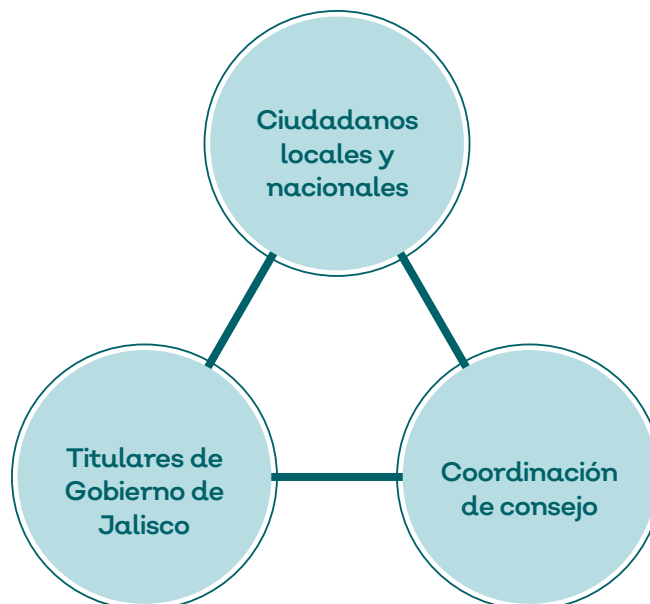 Ciudadanos
locales y
nacionales
Titulares de
Gobierno de
Jalisco
Coordinación
de consejo